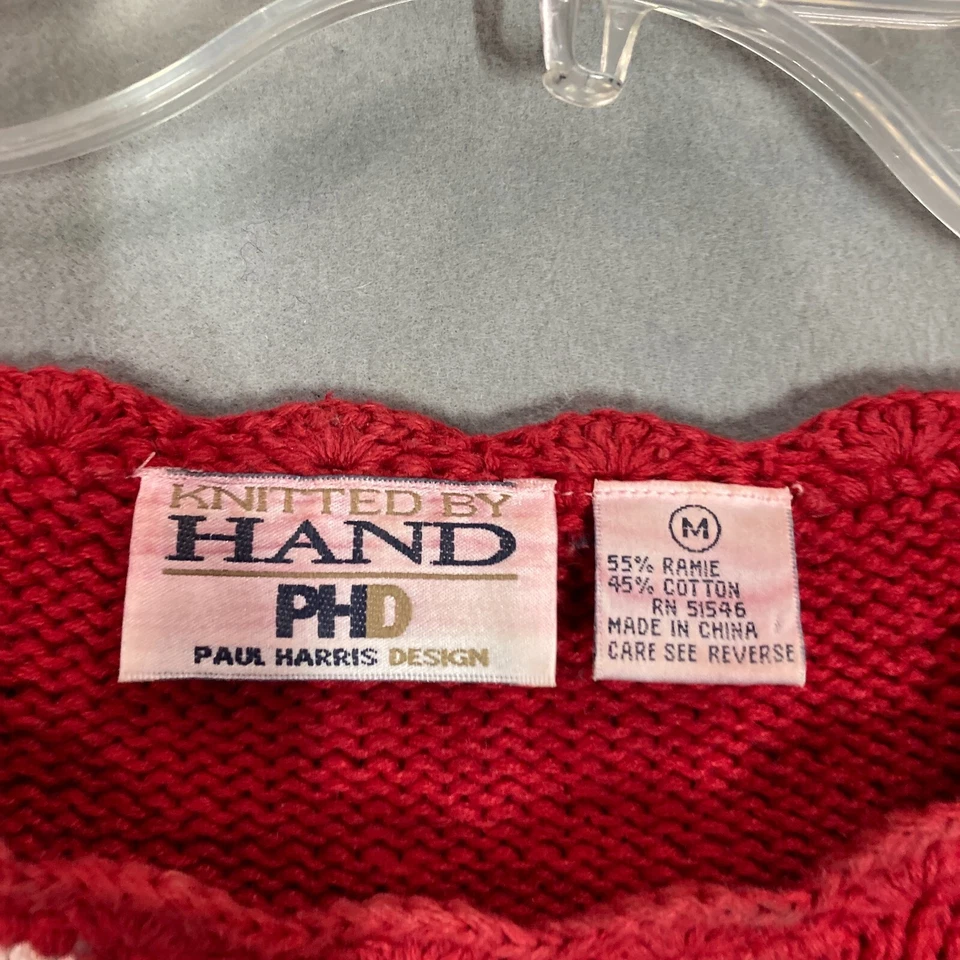 KNITTED BY
HAND
PHD
PAUL HARRIS DESIGN
M
55% RAMIE
45% COTTON
RN 51546
MADE IN CHINA
CARE SEE REVERSE